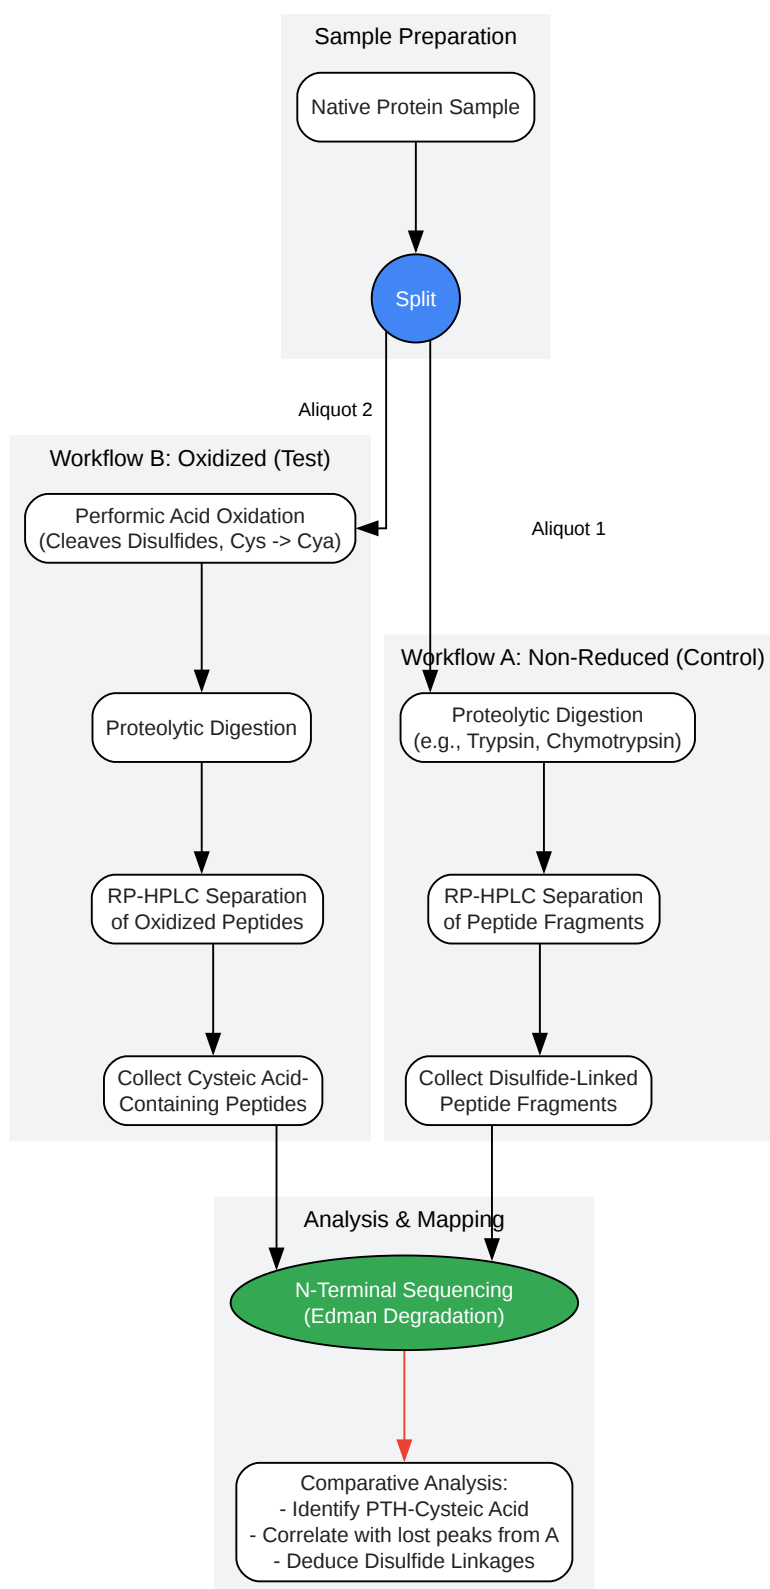 Sample Preparation
Native Protein Sample
Split
Aliquot 2
Aliquot 1
Workflow B: Oxidized (Test)
Performic Acid Oxidation
(Cleaves Disulfides, Cys -> Cya)
Proteolytic Digestion
RP-HPLC Separation
of Oxidized Peptides
Collect Cysteic Acid-
Containing Peptides
Workflow A: Non-Reduced (Control)
Proteolytic Digestion
(e.g., Trypsin, Chymotrypsin)
RP-HPLC Separation
of Peptide Fragments
Collect Disulfide-Linked
Peptide Fragments
Analysis & Mapping
N-Terminal Sequencing
(Edman Degradation)
Comparative Analysis:
- Identify PTH-Cysteic Acid
- Correlate with lost peaks from A
- Deduce Disulfide Linkages